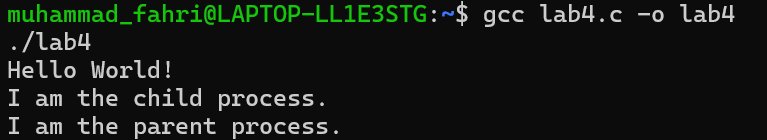 muhammad_fahri@LAPTOP-LL1E3STG:~$ gcc lab4.c -o lab4
./lab4
Hello World!
I am the child process.
I am the parent process.